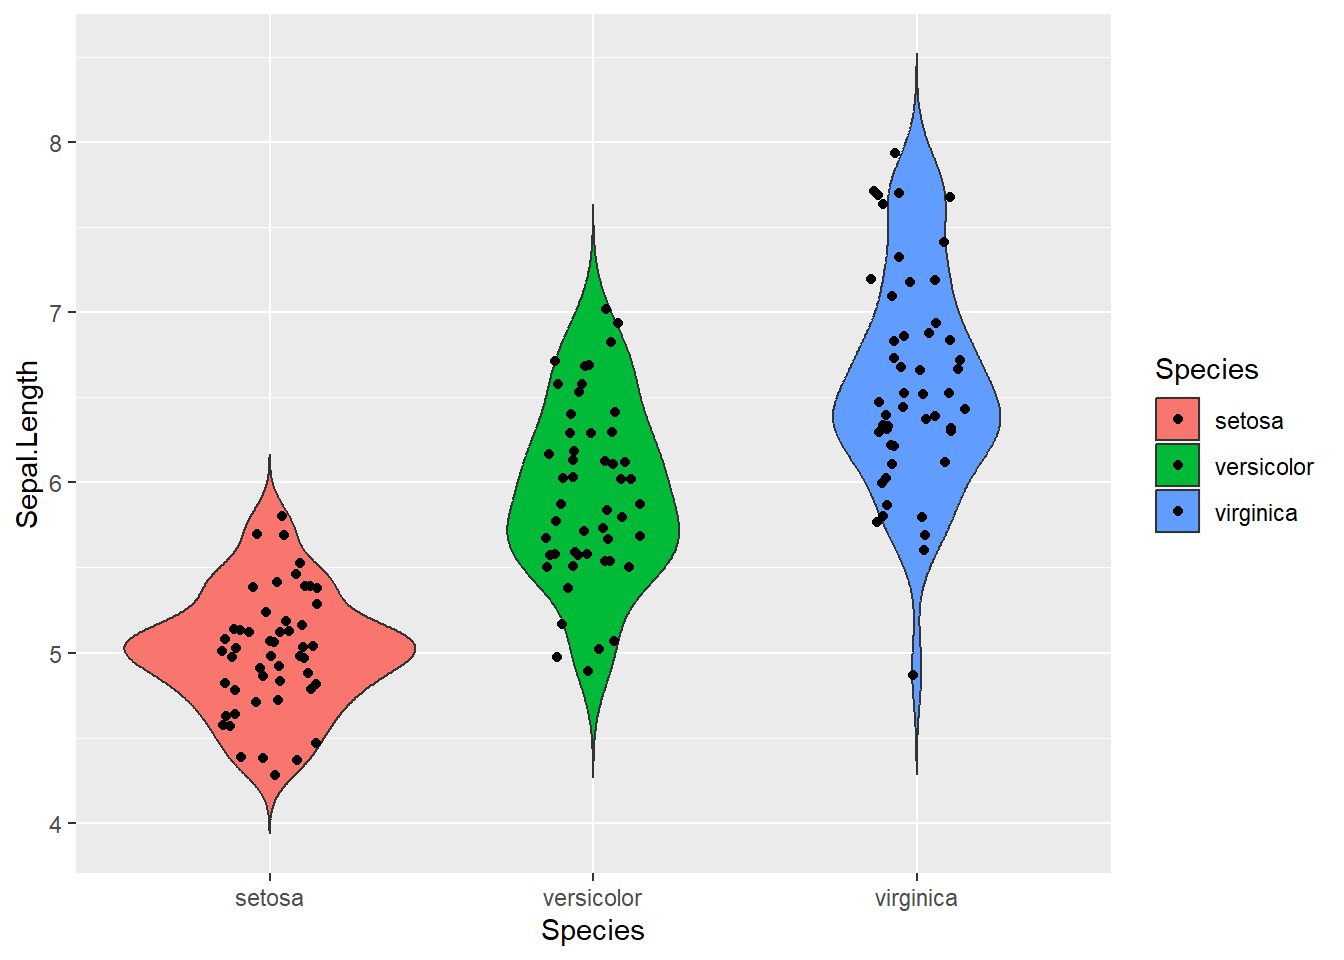 Sepal.Length
8
7
6
5
4
setosa
versicolor
virginica
Species
Species
setosa
versicolor
virginica